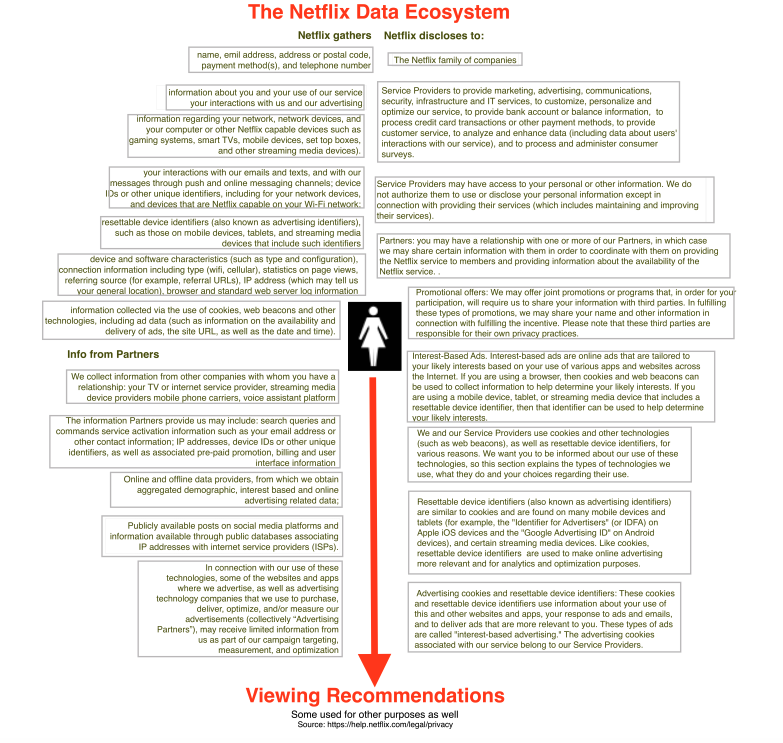 The Netflix Data Ecosystem
Netflix gathers
name, emil address, address or postal code,
payment method(s), and telephone number
information about you and your use of our service
your interactions with us and our advertising
information regarding your network, network devices, and
your computer or other Netflix capable devices such as
gaming systems, smart TVs, mobile devices, set top boxes,
and other streaming media devices).
your interactions with our emails and texts, and with our
messages through push and online messaging channels; device
IDs or other unique identifiers, including for your network devices,
and devices that are Netflix capable on your Wi-Fi network;
resettable device identifiers (also known as advertising identifiers),
such as those on mobile devices, tablets, and streaming media
devices that include such identifiers
device and software characteristics (such as type and configuration),
connection information including type (wifi, cellular), statistics on page views,
referring source (for example, referral URLs), IP address (which may tell us
your general location), browser and standard web server log information
information collected via the use of cookies, web beacons and other
technologies, including ad data (such as information on the availability and
delivery of ads, the site URL, as well as the date and time).
Info from Partners
We collect information from other companies with whom you have a
relationship: your TV or internet service provider, streaming media
device providers mobile phone carriers, voice assistant platform
The information Partners provide us may include: search queries and
commands service activation information such as your email address or
other contact information; IP addresses, device IDs or other unique
identifiers, as well as associated pre-paid promotion, billing and user
interface information
Online and offline data providers, from which we obtain
aggregated demographic, interest based and online
advertising related data;
Publicly available posts on social media platforms and
information available through public databases associating
IP addresses with internet service providers (ISPs).
In connection with our use of these
technologies, some of the websites and apps
where we advertise, as well as advertising
technology companies that we use to purchase,
deliver, optimize, and/or measure our
advertisements (collectively “Advertising
Partners”), may receive limited information from
us as part of our campaign targeting,
measurement, and optimization
Netflix discloses to:
The Netflix family of companies
Service Providers to provide marketing, advertising, communications,
security, infrastructure and IT services, to customize, personalize and
optimize our service, to provide bank account or balance information, to
process credit card transactions or other payment methods, to provide
customer service, to analyze and enhance data (including data about users'
interactions with our service), and to process and administer consumer
surveys.
Service Providers may have access to your personal or other information. We do
not authorize them to use or disclose your personal information except in
connection with providing their services (which includes maintaining and improving
their services).
Partners: you may have a relationship with one or more of our Partners, in which case
we may share certain information with them in order to coordinate with them on providing
the Netflix service to members and providing information about the availability of the
Netflix service. .
Promotional offers: We may offer joint promotions or programs that, in order for your
participation, will require us to share your information with third parties. In fulfilling
these types of promotions, we may share your name and other information in
connection with fulfilling the incentive. Please note that these third parties are
responsible for their own privacy practices.
Interest-Based Ads. Interest-based ads are online ads that are tailored to
your likely interests based on your use of various apps and websites across
the Internet. If you are using a browser, then cookies and web beacons can
be used to collect information to help determine your likely interests. If you
are using a mobile device, tablet, or streaming media device that includes a
resettable device identifier, then that identifier can be used to help determine
your likely interests.
We and our Service Providers use cookies and other technologies
(such as web beacons), as well as resettable device identifiers, for
various reasons. We want you to be informed about our use of these
technologies, so this section explains the types of technologies we
use, what they do and your choices regarding their use.
Resettable device identifiers (also known as advertising identifiers)
are similar to cookies and are found on many mobile devices and
tablets (for example, the "Identifier for Advertisers" (or IDFA) on
Apple iOS devices and the "Google Advertising ID" on Android
devices), and certain streaming media devices. Like cookies,
resettable device identifiers are used to make online advertising
more relevant and for analytics and optimization purposes.
Advertising cookies and resettable device identifiers: These cookies
and resettable device identifiers use information about your use of
this and other websites and apps, your response to ads and emails,
and to deliver ads that are more relevant to you. These types of ads
are called "interest-based advertising." The advertising cookies
associated with our service belong to our Service Providers.
Viewing Recommendations
Some used for other purposes as well
Source: https://help.netflix.com/legal/privacy